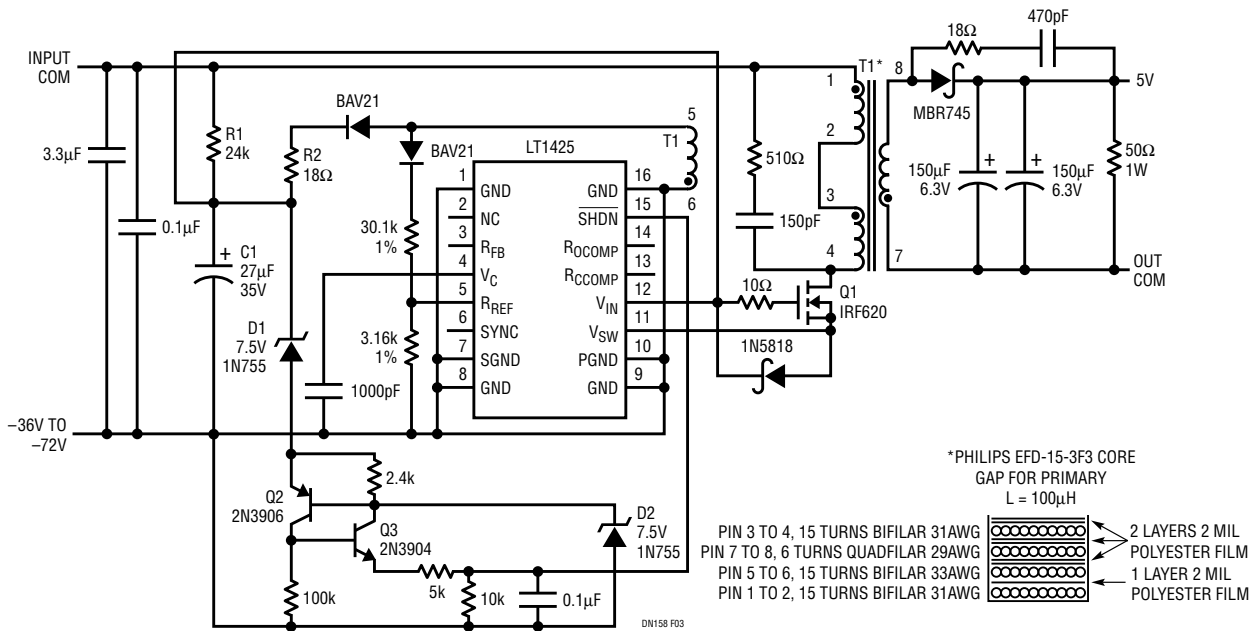 INPUT
COM
3.3µF
0.1µF
R1
24k
C1
27µF
35V
+
BAV21
R2
18Ω
BAV21
30.1k
1%
3.16k
1%
D1
7.5V
1N755
1000pF
–36V TO
–72V
LT1425
1
GND
2
NC
3
RFB
4
VC
5
RREF
6
SYNC
7
SGND
8
GND
16
GND
15
SHDN
14
ROCOMP
13
RCCOMP
12
VIN
11
VSW
10
PGND
9
GND
5
T1
6
510Ω
150pF
10Ω
Q1
IRF620
1N5818
T1*
1
2
3
4
8
7
18Ω
470pF
MBR745
5V
150µF
6.3V
+
150µF
6.3V
+
50Ω
1W
OUT
COM
Q2
2N3906
2.4k
Q3
2N3904
100k
5k
10k
0.1µF
D2
7.5V
1N755
DN158 F03
*PHILIPS EFD-15-3F3 CORE
GAP FOR PRIMARY
L = 100µH
PIN 3 TO 4, 15 TURNS BIFILAR 31AWG
PIN 7 TO 8, 6 TURNS QUADFILAR 29AWG
PIN 5 TO 6, 15 TURNS BIFILAR 33AWG
PIN 1 TO 2, 15 TURNS BIFILAR 31AWG
2 LAYERS 2 MIL
POLYESTER FILM
1 LAYER 2 MIL
POLYESTER FILM